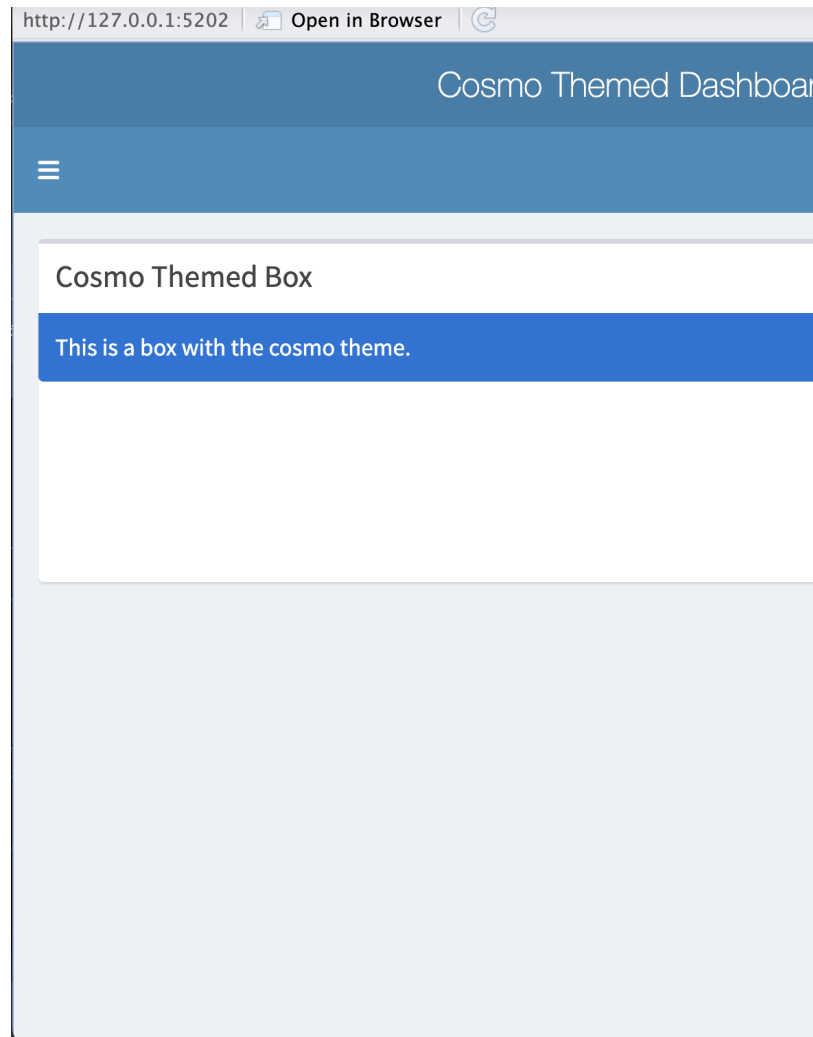 http://127.0.0.1:5202 Open in Browser
Cosmo Themed Dashboar
Cosmo Themed Box
This is a box with the cosmo theme.